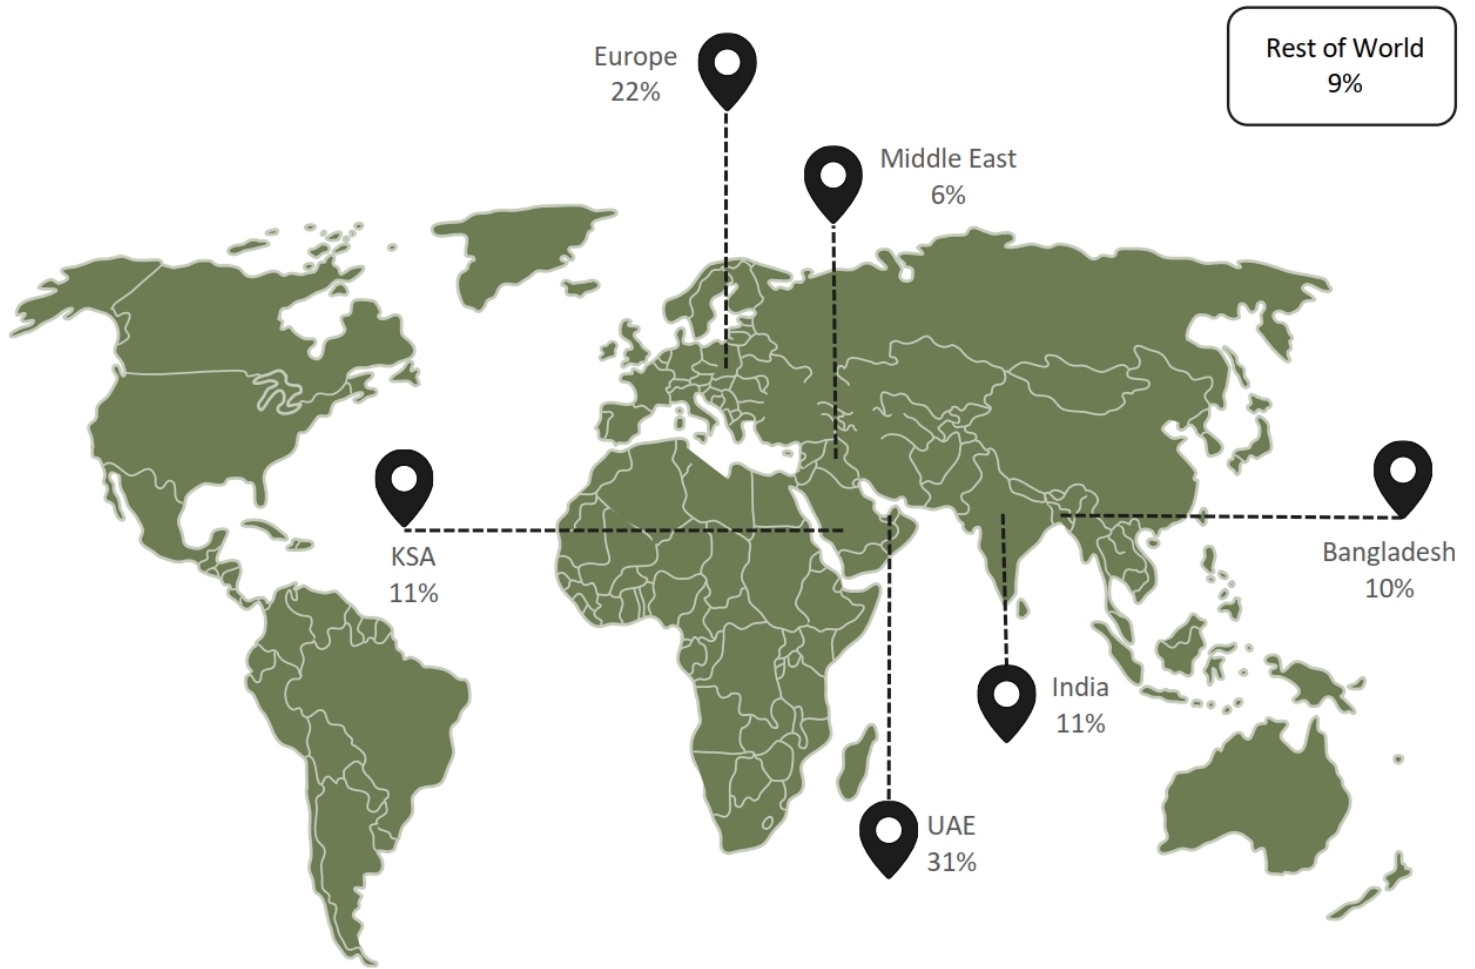 Europe
22%
Rest of World
9%
Middle East
6%
KSA
11%
Bangladesh
10%
India
11%
UAE
31%